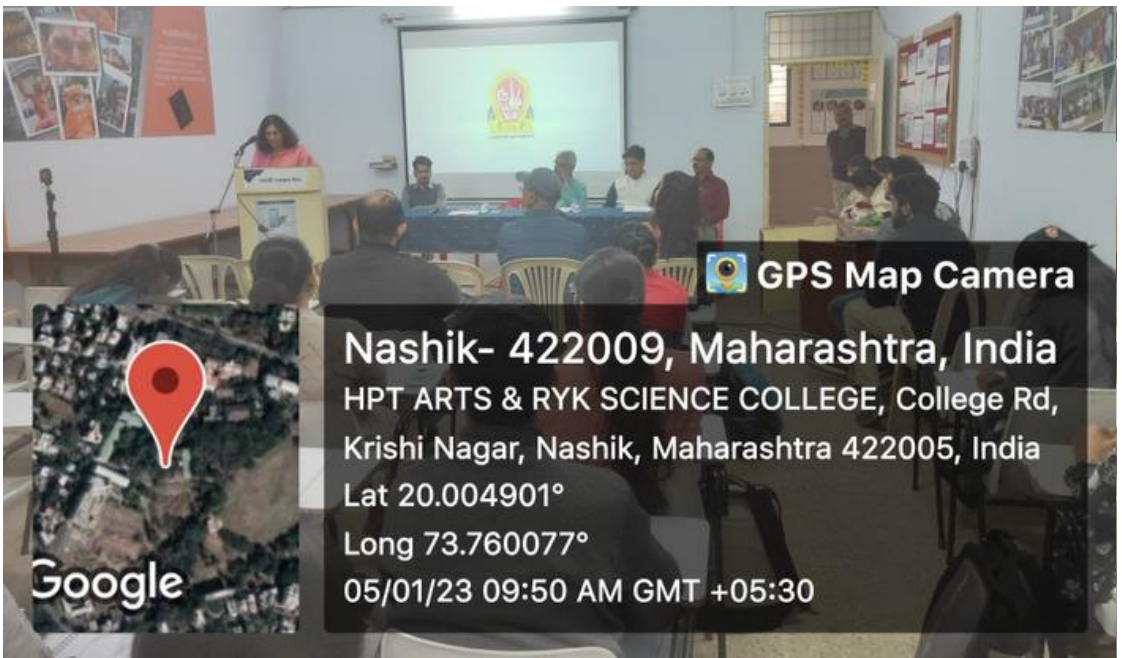 GPS Map Camera
Nashik- 422009, Maharashtra, India
HPT ARTS & RYK SCIENCE COLLEGE, College Rd,
Krishi Nagar, Nashik, Maharashtra 422005, India
Lat 20.004901°
Long 73.760077°
05/01/23 09:50 AM GMT +05:30
Google